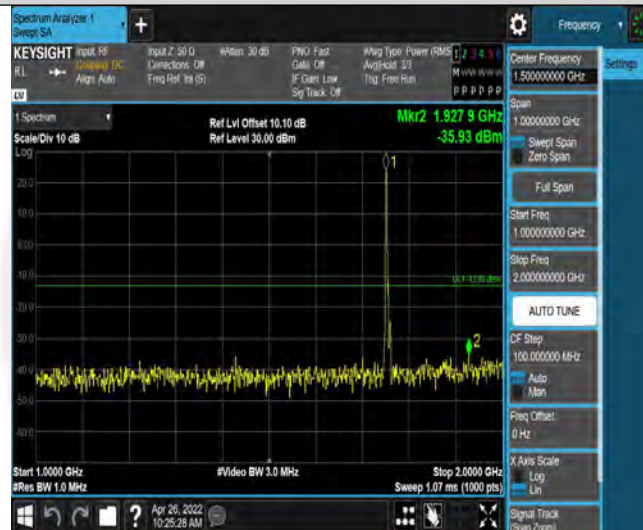 Spectrum Analyzer 1
Swept SA
+
Frequency
KEYSIGHT
RL
Input: RF
Coupling: DC
Align: Auto
Input Z: 50 Ω
Corrections: Off
Freq Ref: Int (S)
#Atten: 30 dB
PNO: Fast
Gate: Off
IF Gain: Low
Sig Track: Off
#Avg Type: Power (RMS
Avg|Hold: 3/3
Trig: Free Run
1 2 3 4 5 6
M W W W W W
P P P P P P
LV
1 Spectrum
Scale/Div 10 dB
Log
Ref Lvl Offset 10.10 dB
Ref Level 30.00 dBm
Mkr2 1.927 9 GHz
-35.93 dBm
1
20.0
-10.0
-40.0
-50.0
-60.0
2
Start 1.0000 GHz
#Res BW 1.0 MHz
#Video BW 3.0 MHz
Stop 2.0000 GHz
Sweep 1.07 ms (1000 pts)
?
Apr 26, 2022
10:25:28 AM
Center Frequency
1.500000000 GHz
Settings
Span
1.00000000 GHz
Swept Span
Zero Span
Full Span
Start Freq
1.000000000 GHz
Stop Freq
2.000000000 GHz
AUTO TUNE
CF Step
100.000000 MHz
Auto
Man
Freq Offset
0 Hz
X Axis Scale
Log
Lin
Signal Track
(Span Zoom)